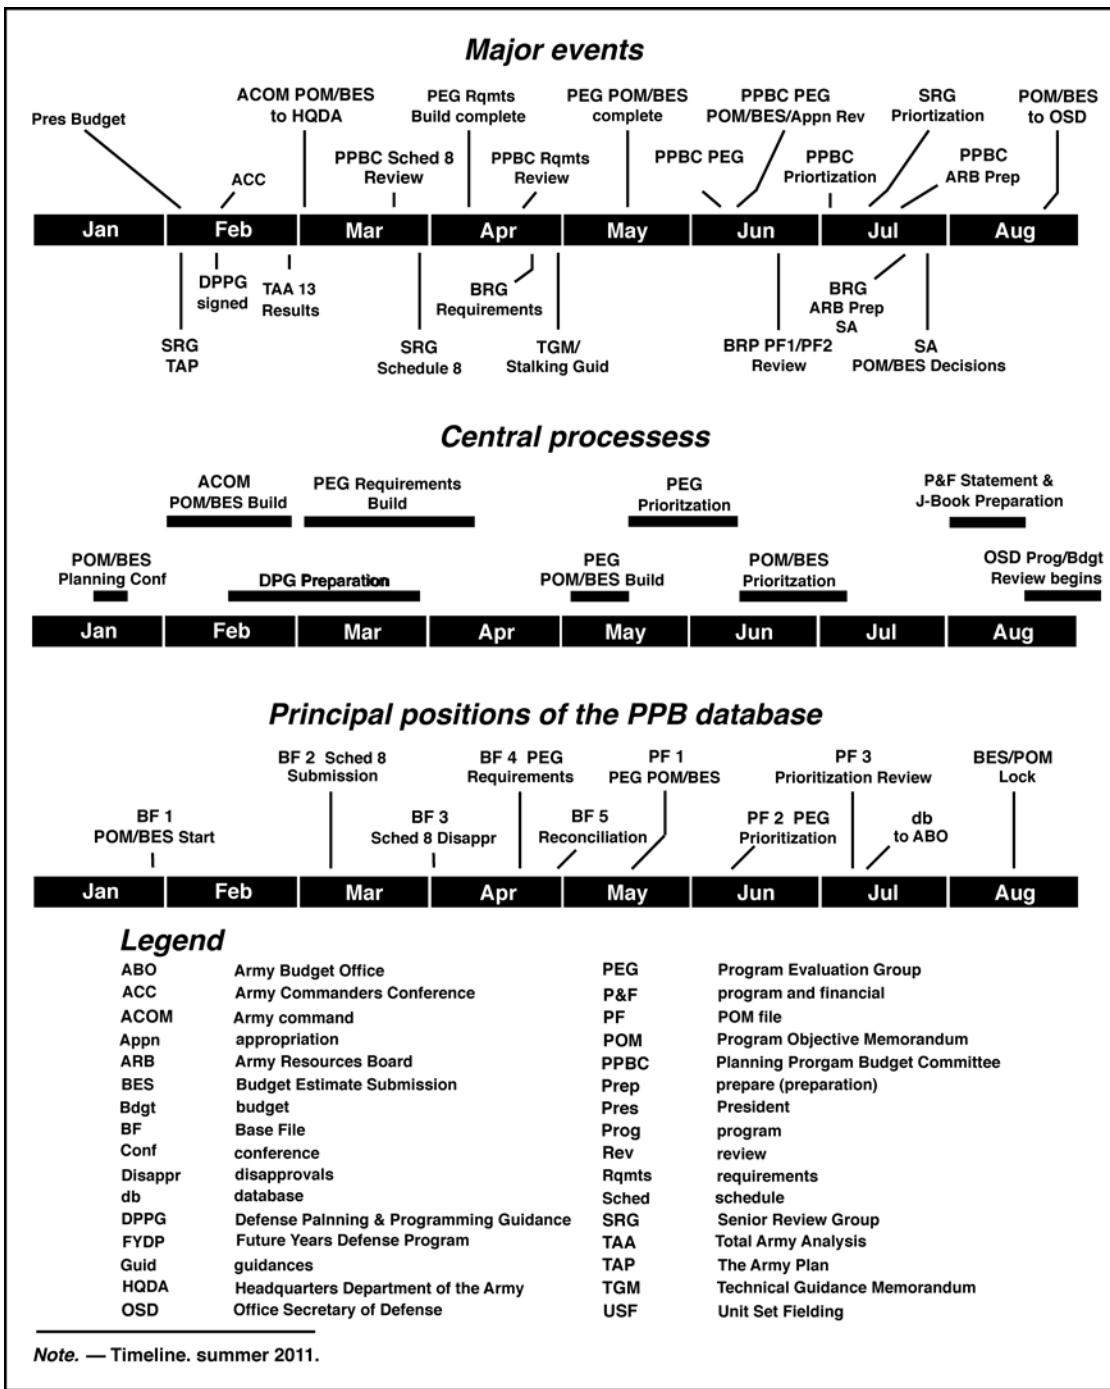 Major events
Pres Budget
ACC
ACOM POM/BES
to HQDA
PPBC Sched 8
Review
PEG Rqmts
Build complete
PPBC Rqmts
Review
PEG POM/BES
complete
PPBC PEG
PPBC PEG
POM/BES/Appn Rev
PPBC
Priortization
SRG
Priortization
PPBC
ARB Prep
POM/BES
to OSD
Jan Feb Mar Apr May Jun Jul Aug
SRG
TAP
DPPG
signed
TAA 13
Results
SRG
Schedule 8
BRG
Requirements
TGM/
Stalking Guid
BRP PF1/PF2
Review
BRG
ARB Prep
SA
SA
POM/BES Decisions
Central processess
ACOM
POM/BES Build
PEG Requirements
Build
PEG
Prioritzation
P&F Statement &
J-Book Preparation
POM/BES
Planning Conf
DPG Preparation
PEG
POM/BES Build
POM/BES
Prioritzation
OSD Prog/Bdgt
Review begins
Jan Feb Mar Apr May Jun Jul Aug
Principal positions of the PPB database
BF 1
POM/BES Start
BF 2 Sched 8
Submission
BF 3
Sched 8 Disappr
BF 4 PEG
Requirements
BF 5
Reconciliation
PF 1
PEG POM/BES
PF 2 PEG
Prioritization
PF 3
Prioritization Review
db
to ABO
BES/POM
Lock
Jan Feb Mar Apr May Jun Jul Aug
Legend
ABO Army Budget Office
ACC Army Commanders Conference
ACOM Army command
Appn appropriation
ARB Army Resources Board
BES Budget Estimate Submission
Bdgt budget
BF Base File
Conf conference
Disappr disapprovals
db database
DPPG Defense Palnning & Programming Guidance
FYDP Future Years Defense Program
Guid guidances
HQDA Headquarters Department of the Army
OSD Office Secretary of Defense
PEG Program Evaluation Group
P&F program and financial
PF POM file
POM Program Objective Memorandum
PPBC Planning Prorgam Budget Committee
Prep prepare (preparation)
Pres President
Prog program
Rev review
Rqmts requirements
Sched schedule
SRG Senior Review Group
TAA Total Army Analysis
TAP The Army Plan
TGM Technical Guidance Memorandum
USF Unit Set Fielding
Note. — Timeline. summer 2011.